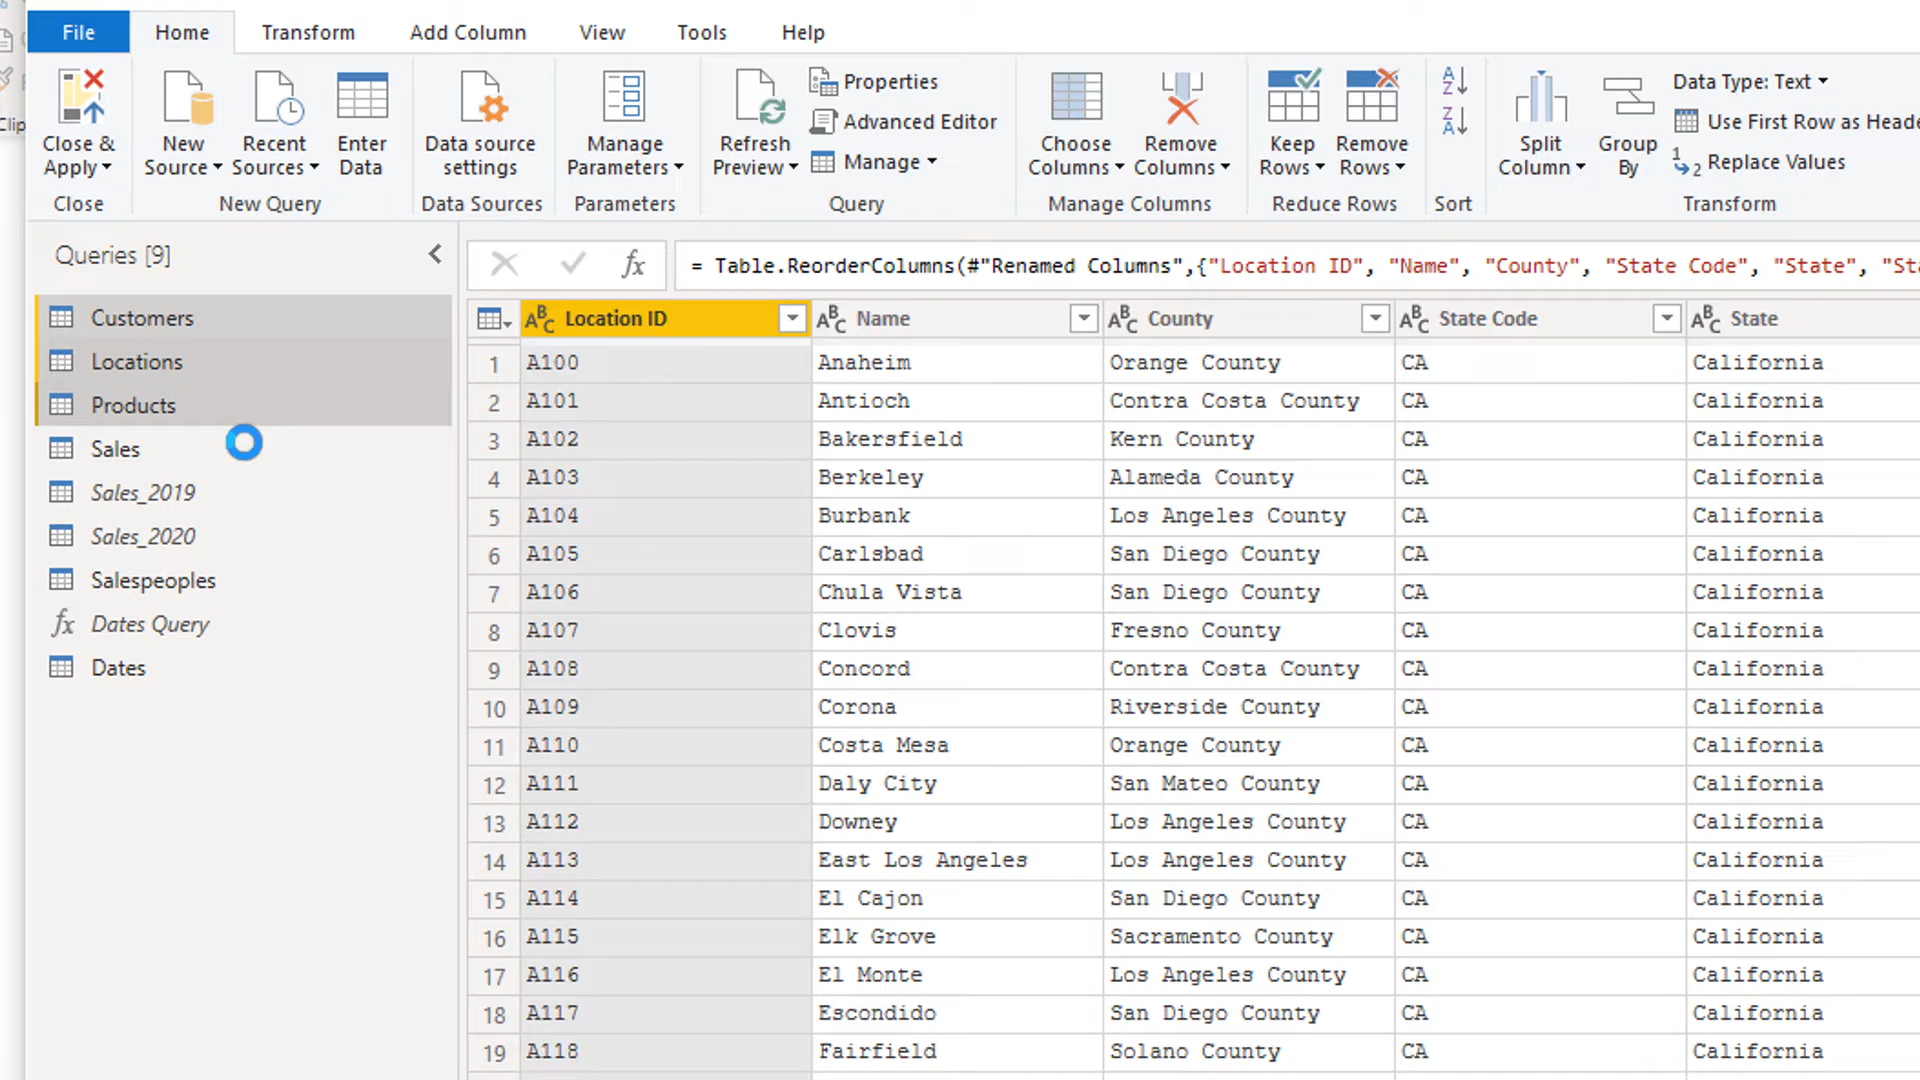 File Home Transform Add Column View Tools Help
Close & Apply
New Source
Recent Sources
Enter Data
Data source settings
Manage Parameters
Refresh Preview
Properties
Advanced Editor
Manage
Choose Columns
Remove Columns
Keep Rows
Remove Rows
Split Column
Group By
Data Type: Text
Use First Row as Heade
Replace Values
Clip
Close New Query Data Sources Parameters Query Manage Columns Reduce Rows Sort Transform
Queries [9]
Customers
Locations
Products
Sales
Sales_2019
Sales_2020
Salespeoples
fx Dates Query
Dates
fx = Table.ReorderColumns(#"Renamed Columns",{"Location ID", "Name", "County", "State Code", "State", "Sta
ABC Location ID ABC Name ABC County ABC State Code ABC State
1 A100 Anaheim Orange County CA California
2 A101 Antioch Contra Costa County CA California
3 A102 Bakersfield Kern County CA California
4 A103 Berkeley Alameda County CA California
5 A104 Burbank Los Angeles County CA California
6 A105 Carlsbad San Diego County CA California
7 A106 Chula Vista San Diego County CA California
8 A107 Clovis Fresno County CA California
9 A108 Concord Contra Costa County CA California
10 A109 Corona Riverside County CA California
11 A110 Costa Mesa Orange County CA California
12 A111 Daly City San Mateo County CA California
13 A112 Downey Los Angeles County CA California
14 A113 East Los Angeles Los Angeles County CA California
15 A114 El Cajon San Diego County CA California
16 A115 Elk Grove Sacramento County CA California
17 A116 El Monte Los Angeles County CA California
18 A117 Escondido San Diego County CA California
19 A118 Fairfield Solano County CA California